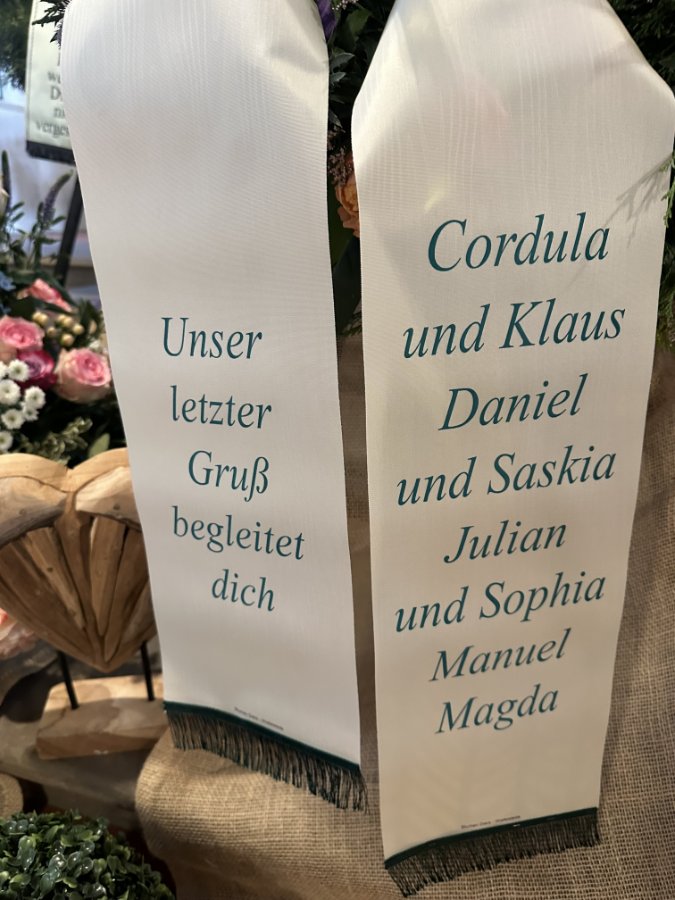 Unser
letzter
Gruß
begleitet
dich
Cordula
und Klaus
Daniel
und Saskia
Julian
und Sophia
Manuel
Magda